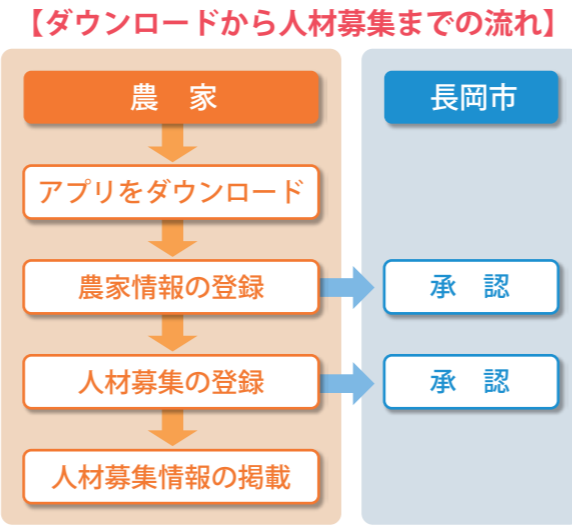 【ダウンロードから人材募集までの流れ】
農　家
長岡市
アプリをダウンロード
農家情報の登録
承　認
人材募集の登録
承　認
人材募集情報の掲載